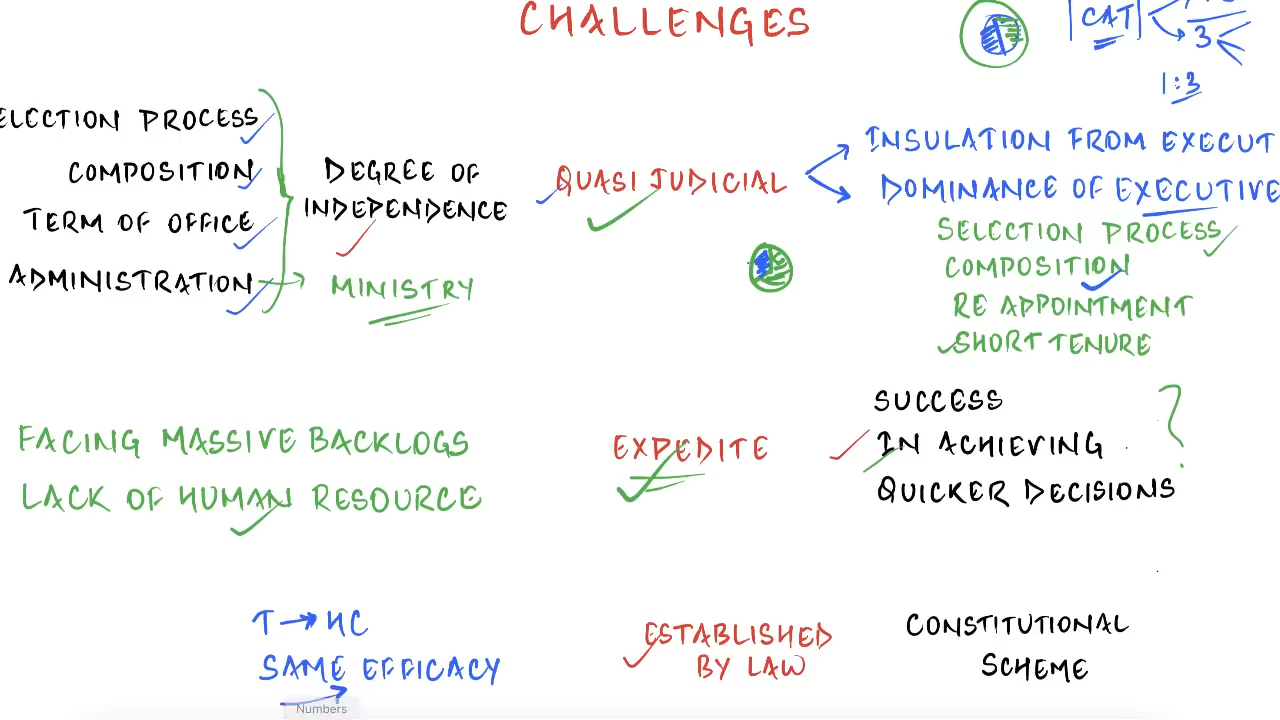 CHALLENGES
CAT
3
1:3
ELECTION PROCESS
COMPOSITION
TERM OF OFFICE
ADMINISTRATION
DEGREE OF
INDEPENDENCE
MINISTRY
QUASI JUDICIAL
INSULATION FROM EXECUT
DOMINANCE OF EXECUTIVE
SELECTION PROCESS
COMPOSITION
RE APPOINTMENT
SHORT TENURE
FACING MASSIVE BACKLOGS
LACK OF HUMAN RESOURCE
EXPEDITE
SUCCESS
IN ACHIEVING
QUICKER DECISIONS
?
T → HC
SAME EFFICACY
ESTABLISHED
BY LAW
CONSTITUTIONAL
SCHEME
Numbers